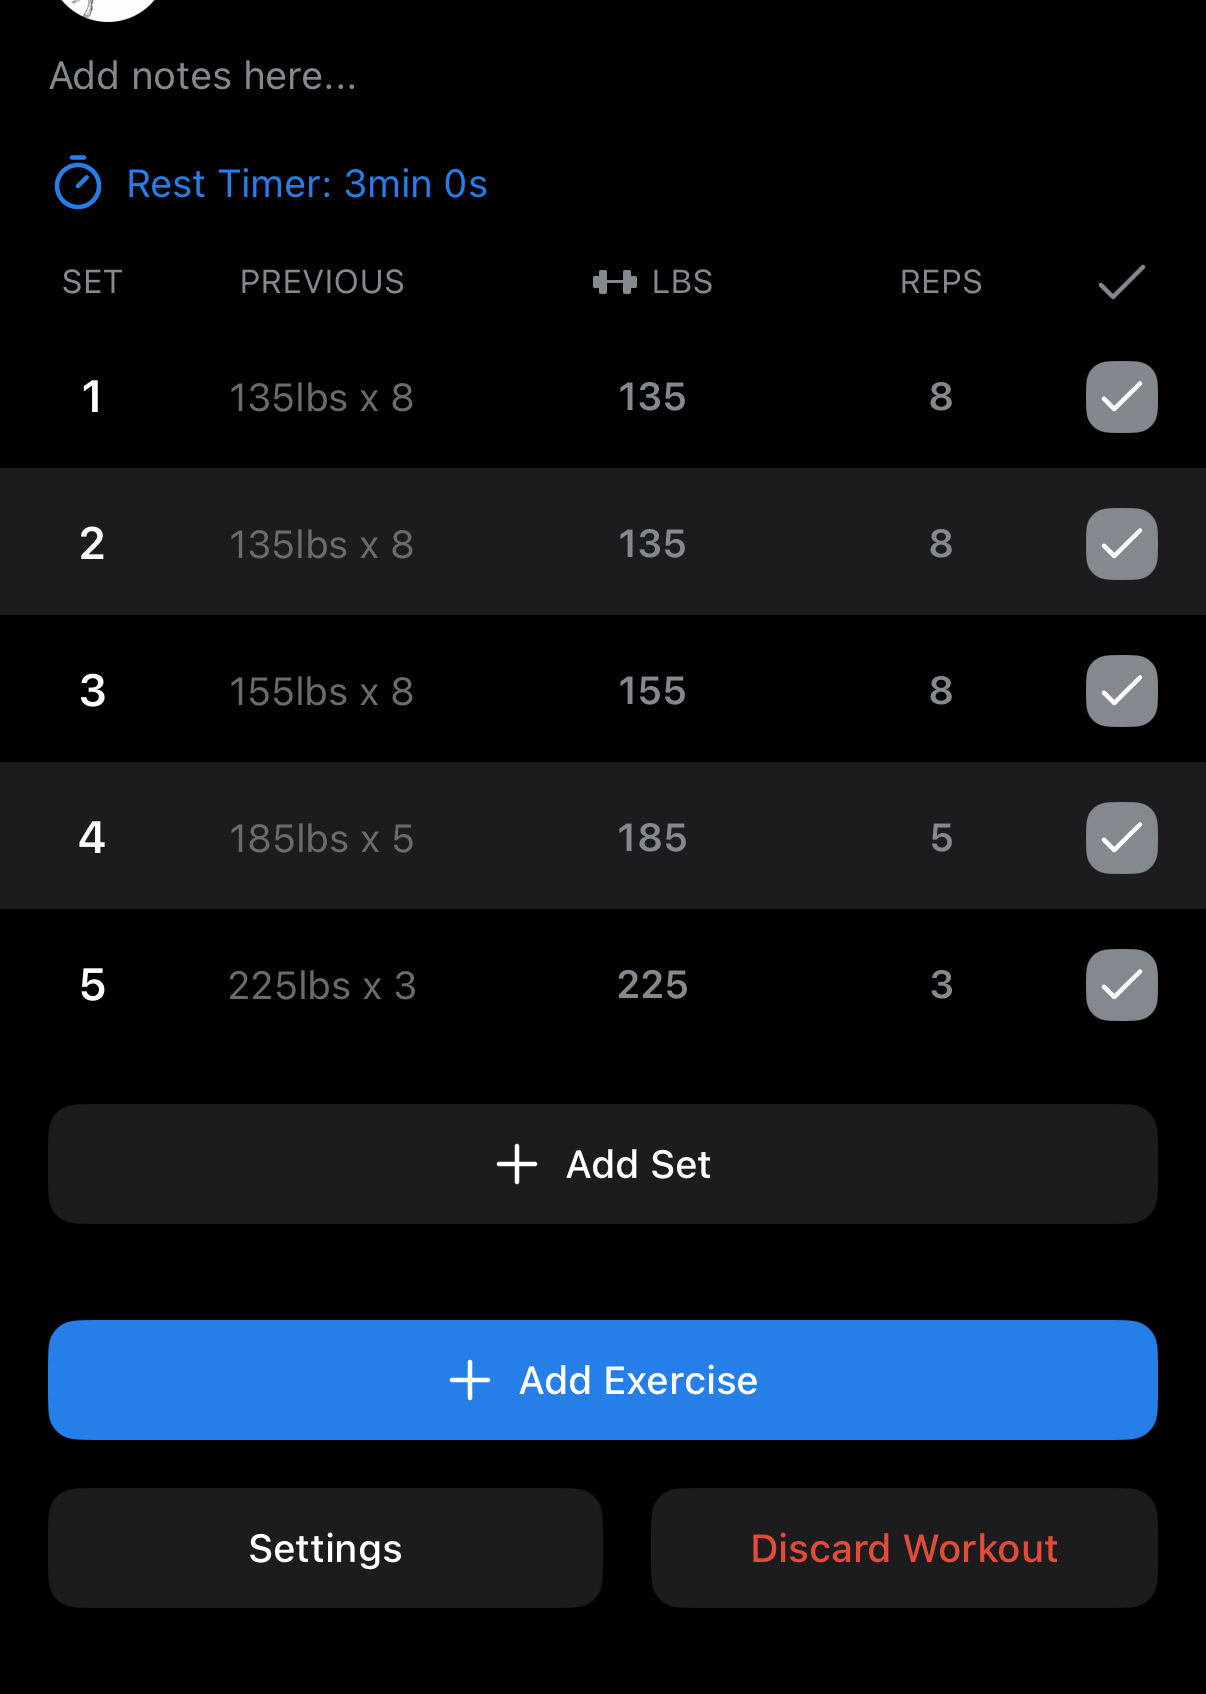 Add notes here...
Rest Timer: 3min 0s
SET PREVIOUS LBS REPS
1 135lbs x 8 135 8
2 135lbs x 8 135 8
3 155lbs x 8 155 8
4 185lbs x 5 185 5
5 225lbs x 3 225 3
+ Add Set
+ Add Exercise
Settings Discard Workout